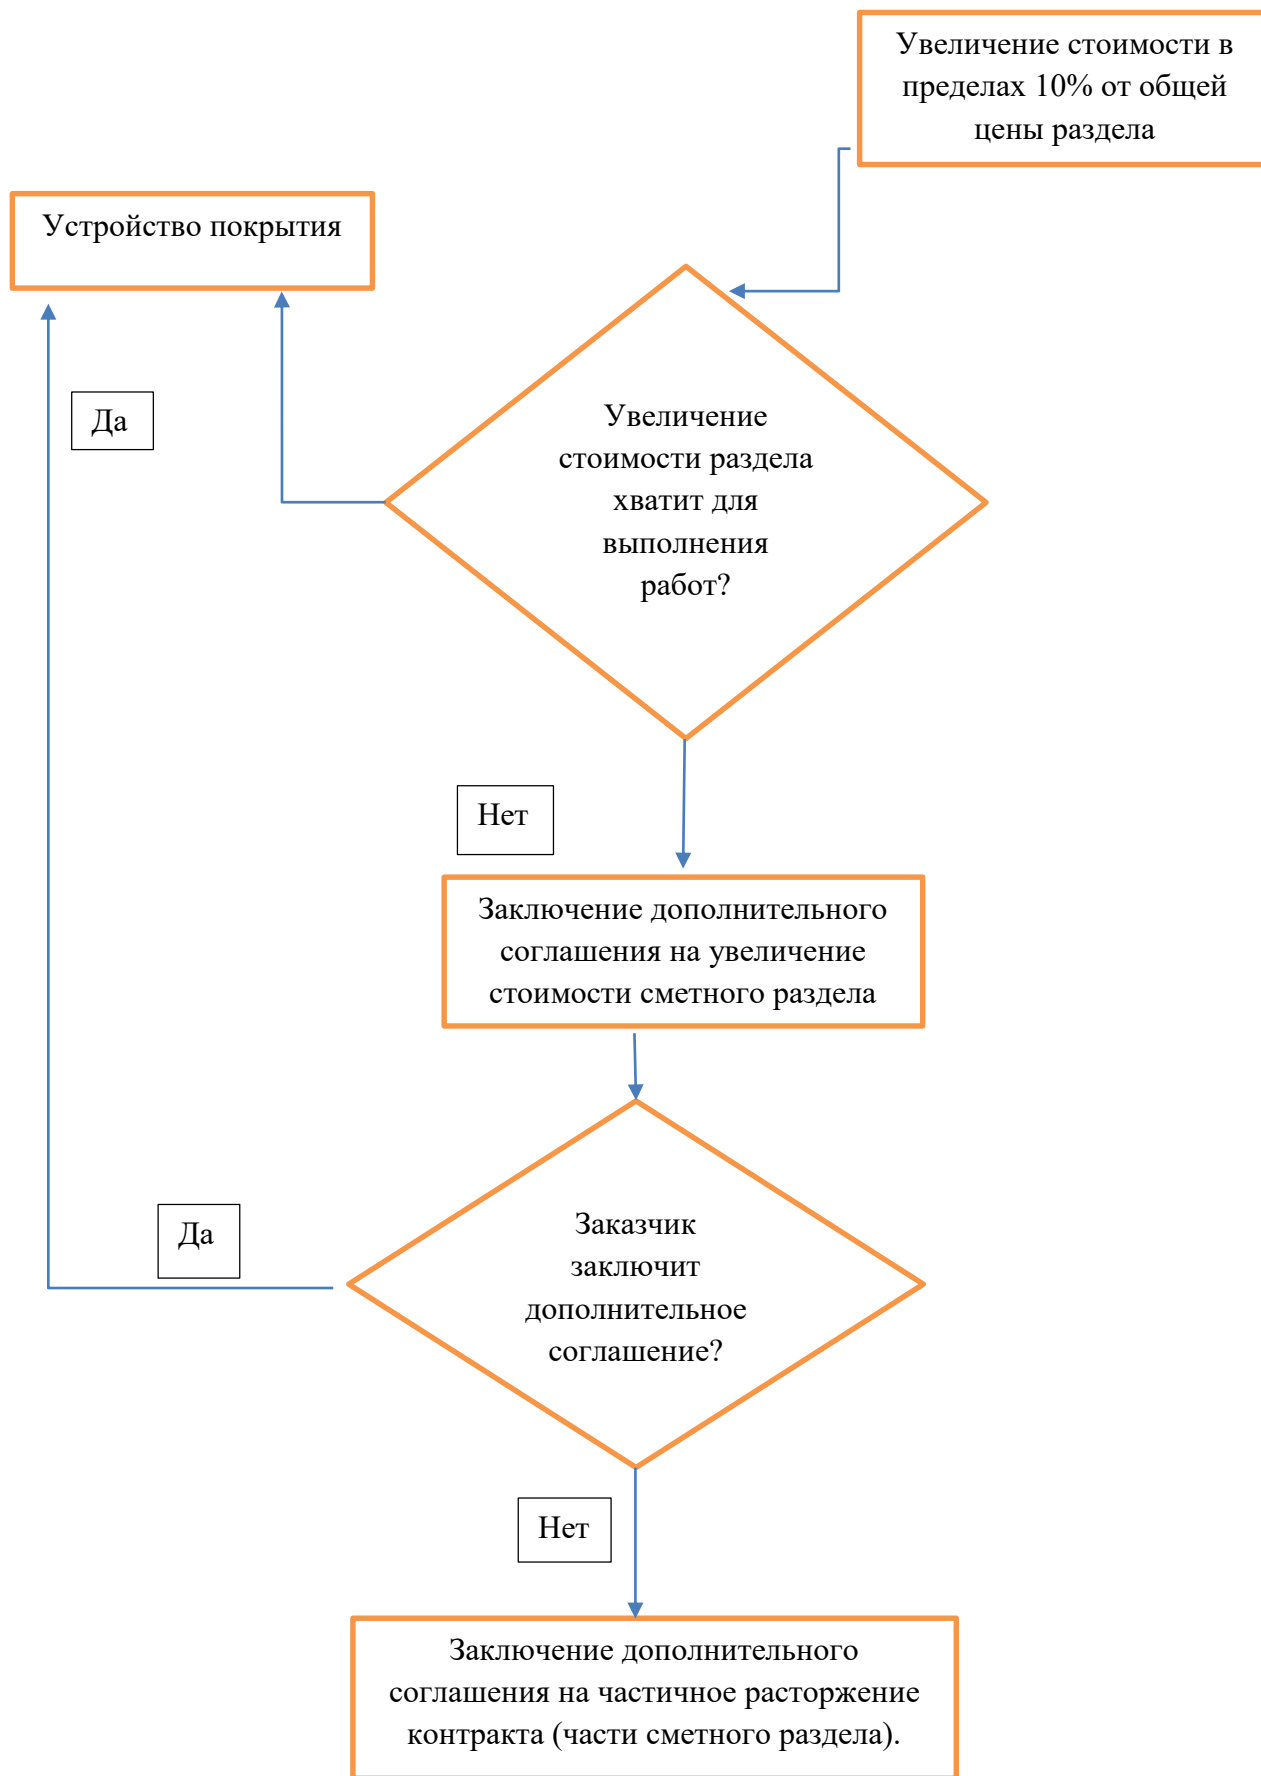 Увеличение стоимости в
пределах 10% от общей
цены раздела
Устройство покрытия
Да
Увеличение
стоимости раздела
хватит для
выполнения
работ?
Нет
Заключение дополнительного
соглашения на увеличение
стоимости сметного раздела
Да
Заказчик
заключит
дополнительное
соглашение?
Нет
Заключение дополнительного
соглашения на частичное расторжение
контракта (части сметного раздела).